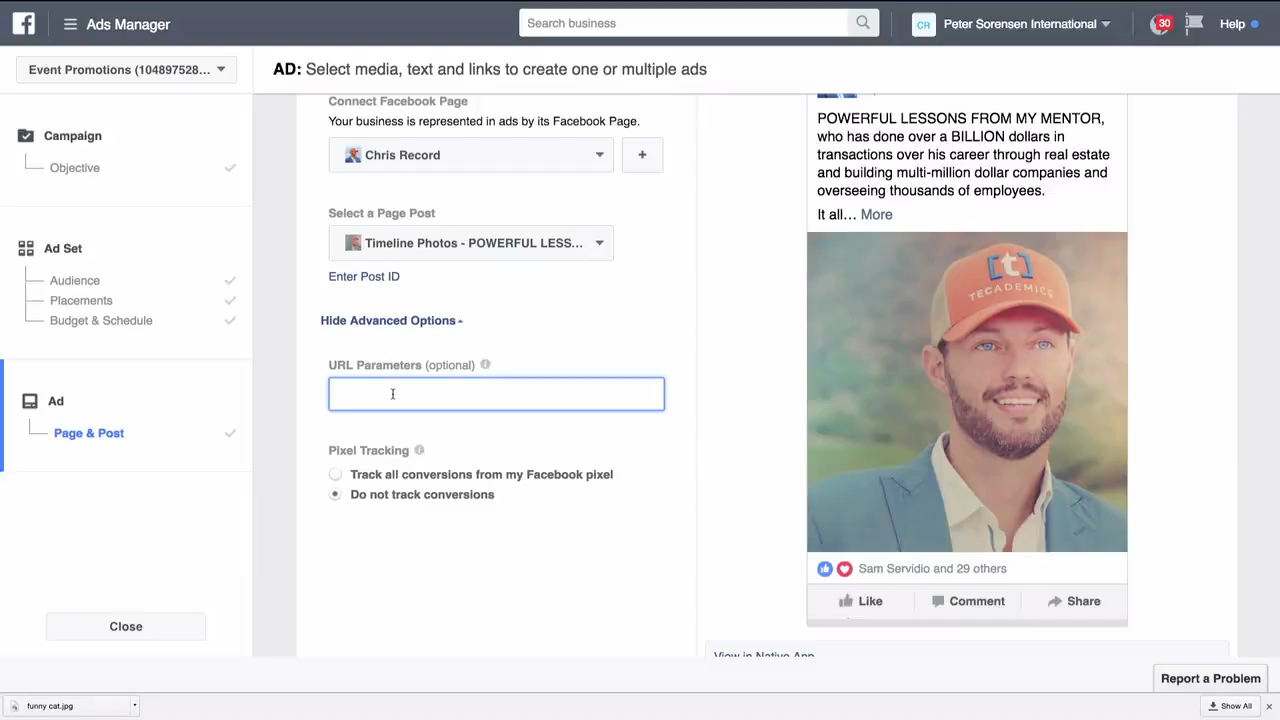 Ads Manager
Search business
CR
Peter Sorensen International
30
Help
Event Promotions (104897528...
AD: Select media, text and links to create one or multiple ads
Campaign
Objective
Ad Set
Audience
Placements
Budget & Schedule
Ad
Page & Post
Close
Connect Facebook Page
Your business is represented in ads by its Facebook Page.
Chris Record
+
Select a Page Post
Timeline Photos - POWERFUL LESS...
Enter Post ID
Hide Advanced Options
URL Parameters (optional)
Pixel Tracking
Track all conversions from my Facebook pixel
Do not track conversions
POWERFUL LESSONS FROM MY MENTOR,
who has done over a BILLION dollars in
transactions over his career through real estate
and building multi-million dollar companies and
overseeing thousands of employees.
It all... More
[t]
TECADEMICS
Sam Servidio and 29 others
Like
Comment
Share
View in Native App
Report a Problem
funny cat.jpg
Show All